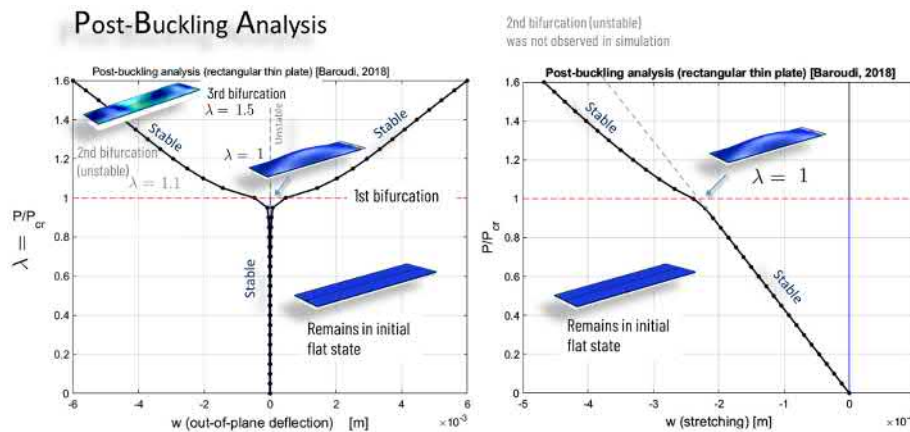 Post-Buckling Analysis
2nd bifurcation (unstable)
was not observed in simulation
Post-buckling analysis (rectangular thin plate) [Baroudi, 2018]
1.6
1.4
1.2
1
0.8
0.6
0.4
0.2
0
λ = P/Pcr
3rd bifurcation
λ = 1.5
Stable
Unstable
Stable
2nd bifurcation
(unstable)
λ = 1.1
λ = 1
1st bifurcation
Stable
Remains in initial
flat state
-6 -4 -2 0 2 4 6
w (out-of-plane deflection) [m] ×10⁻³
Post-buckling analysis (rectangular thin plate) [Baroudi, 2018]
1.6
1.4
1.2
1
0.8
0.6
0.4
0.2
0
P/Pcr
Stable
λ = 1
Stable
Remains in initial
flat state
-5 -4 -3 -2 -1 0
w (stretching) [m]